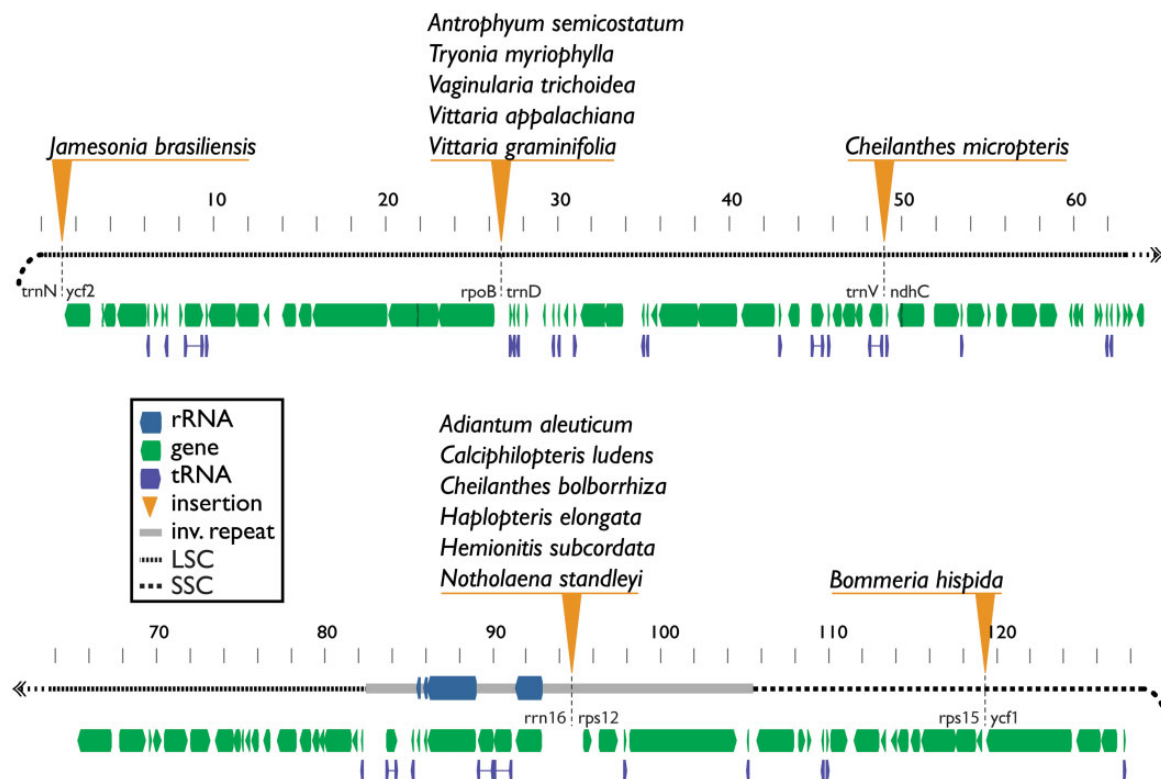 Antrophyum semicostatum
Tryonia myriophylla
Vaginularia trichoidea
Vittaria appalachiana
Jamesonia brasiliensis Vittaria graminifolia Cheilanthes micropteris
10 20 30 40 50 60
trnN ycf2 rpoB trnD trnV ndhC
rRNA
gene
tRNA
insertion
inv. repeat
LSC
SSC
Adiantum aleuticum
Calciphilopteris ludens
Cheilanthes bolborrhiza
Haplopteris elongata
Hemionitis subcordata
Notholaena standleyi Bommeria hispida
70 80 90 100 110 120
rrn16 rps12 rps15 ycf1